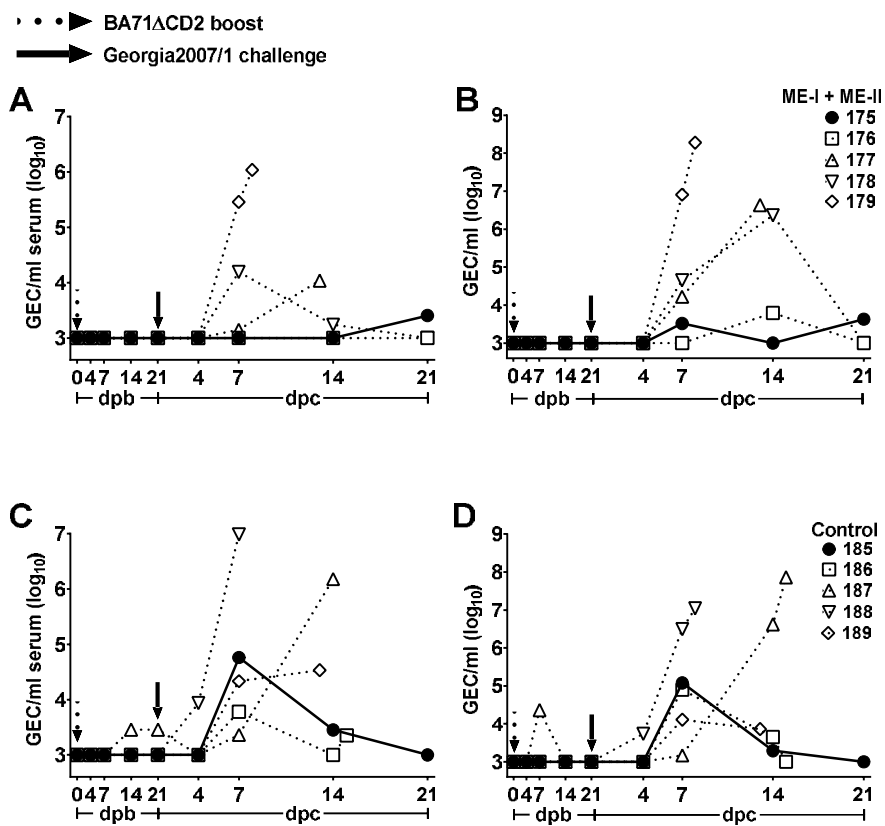 BA71ΔCD2 boost
Georgia2007/1 challenge
A
GEC/ml serum (log10)
7
6
5
4
3
0 4 7 14 21 4 7 14 21
dpb dpc
B
ME-I + ME-II
175
176
177
178
179
GEC/ml (log10)
9
8
7
6
5
4
3
0 4 7 14 21 4 7 14 21
dpb dpc
C
GEC/ml serum (log10)
7
6
5
4
3
0 4 7 14 21 4 7 14 21
dpb dpc
D
Control
185
186
187
188
189
GEC/ml (log10)
9
8
7
6
5
4
3
0 4 7 14 21 4 7 14 21
dpb dpc